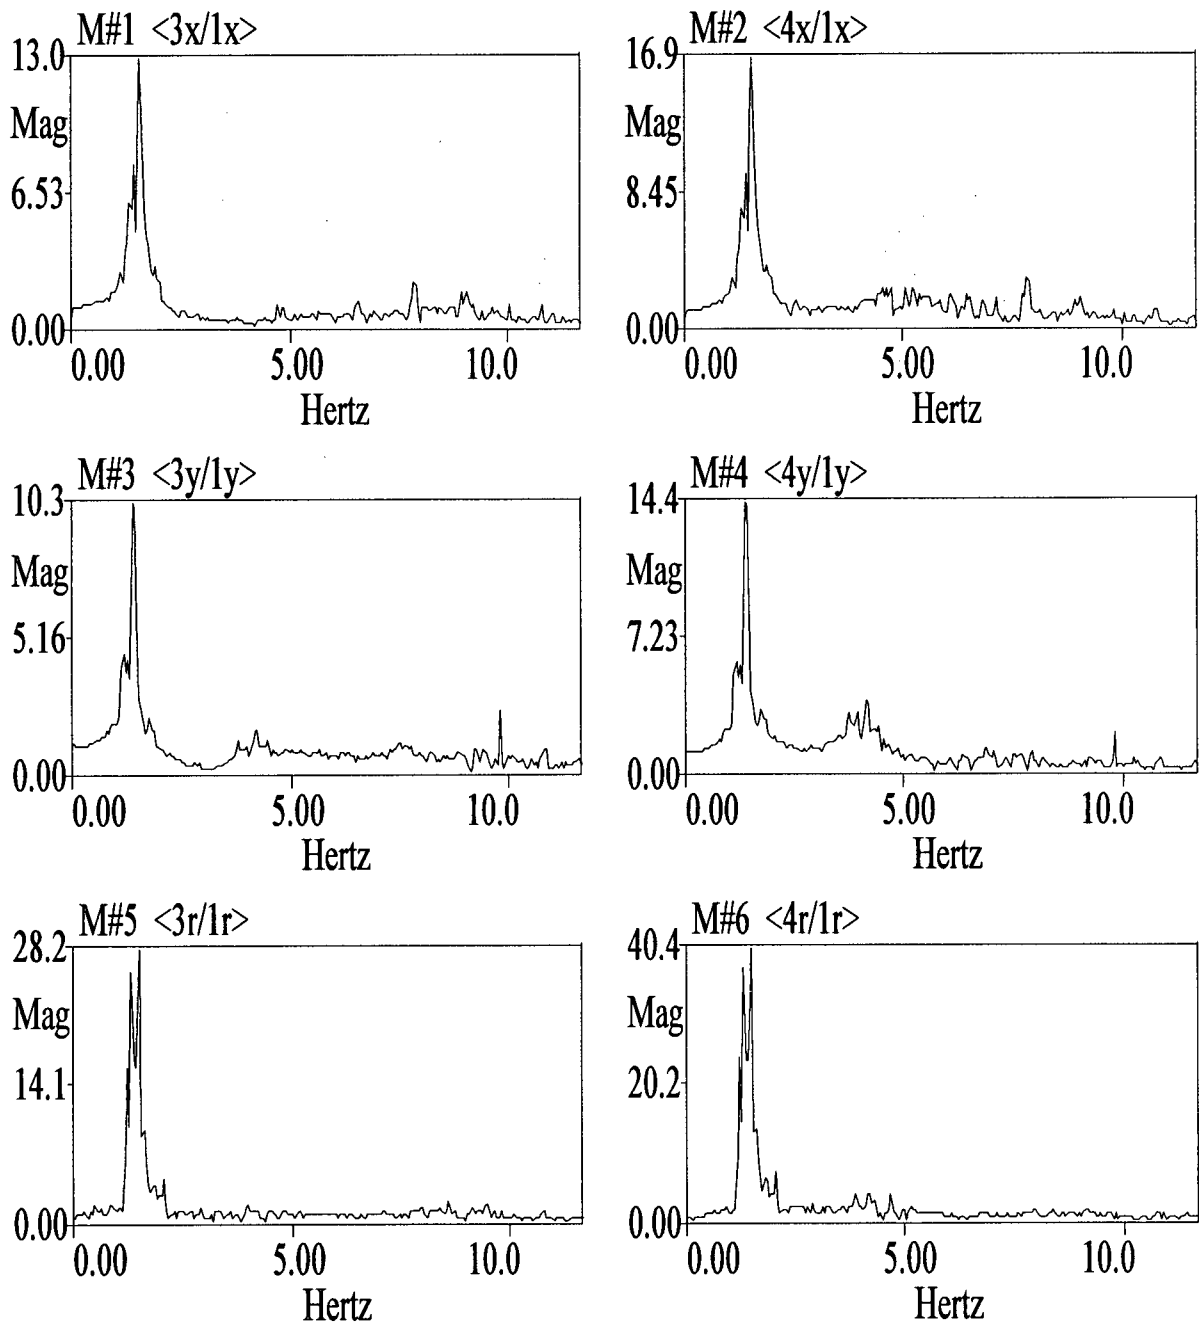 M#1 <3x/1x>
13.0
Mag
6.53
0.00
0.00 5.00 10.0
Hertz
M#2 <4x/1x>
16.9
Mag
8.45
0.00
0.00 5.00 10.0
Hertz
M#3 <3y/1y>
10.3
Mag
5.16
0.00
0.00 5.00 10.0
Hertz
M#4 <4y/1y>
14.4
Mag
7.23
0.00
0.00 5.00 10.0
Hertz
M#5 <3r/1r>
28.2
Mag
14.1
0.00
0.00 5.00 10.0
Hertz
M#6 <4r/1r>
40.4
Mag
20.2
0.00
0.00 5.00 10.0
Hertz